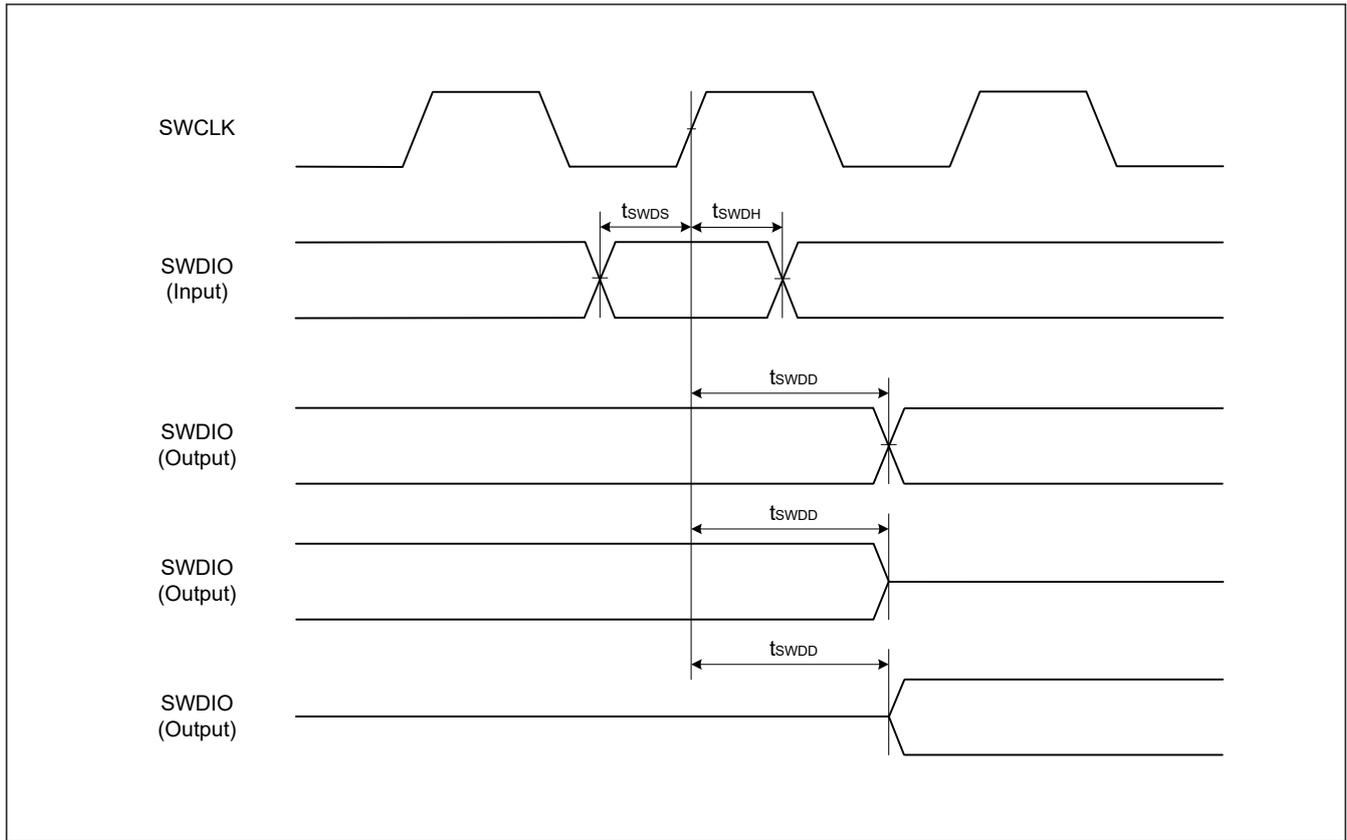 SWCLK
tSWDS
tSWDH
SWDIO
(Input)
tSWDD
SWDIO
(Output)
tSWDD
SWDIO
(Output)
tSWDD
SWDIO
(Output)